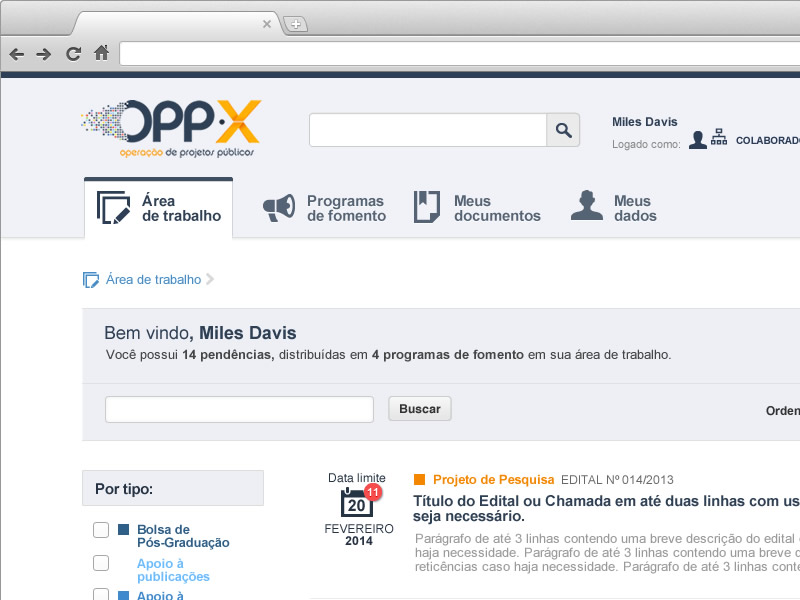 OPP·X
operação de projetos públicos
Miles Davis
Logado como:
COLABORADO
Área
de trabalho
Programas
de fomento
Meus
documentos
Meus
dados
Área de trabalho
Bem vindo, Miles Davis
Você possui 14 pendências, distribuídas em 4 programas de fomento em sua área de trabalho.
Buscar
Orden
Por tipo:
Bolsa de
Pós-Graduação
Apoio à
publicações
Apoio à
Data limite
11
20
FEVEREIRO
2014
Projeto de Pesquisa EDITAL Nº 014/2013
Título do Edital ou Chamada em até duas linhas com us
seja necessário.
Parágrafo de até 3 linhas contendo uma breve descrição do edital
haja necessidade. Parágrafo de até 3 linhas contendo uma breve
reticências caso haja necessidade. Parágrafo de até 3 linhas conte